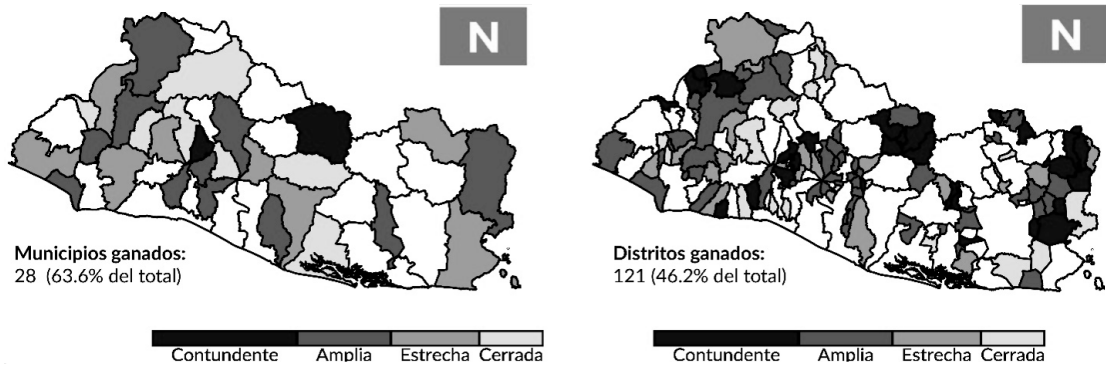 N
Municipios ganados:
28 (63.6% del total)
Contundente Amplia Estrecha Cerrada
N
Distritos ganados:
121 (46.2% del total)
Contundente Amplia Estrecha Cerrada